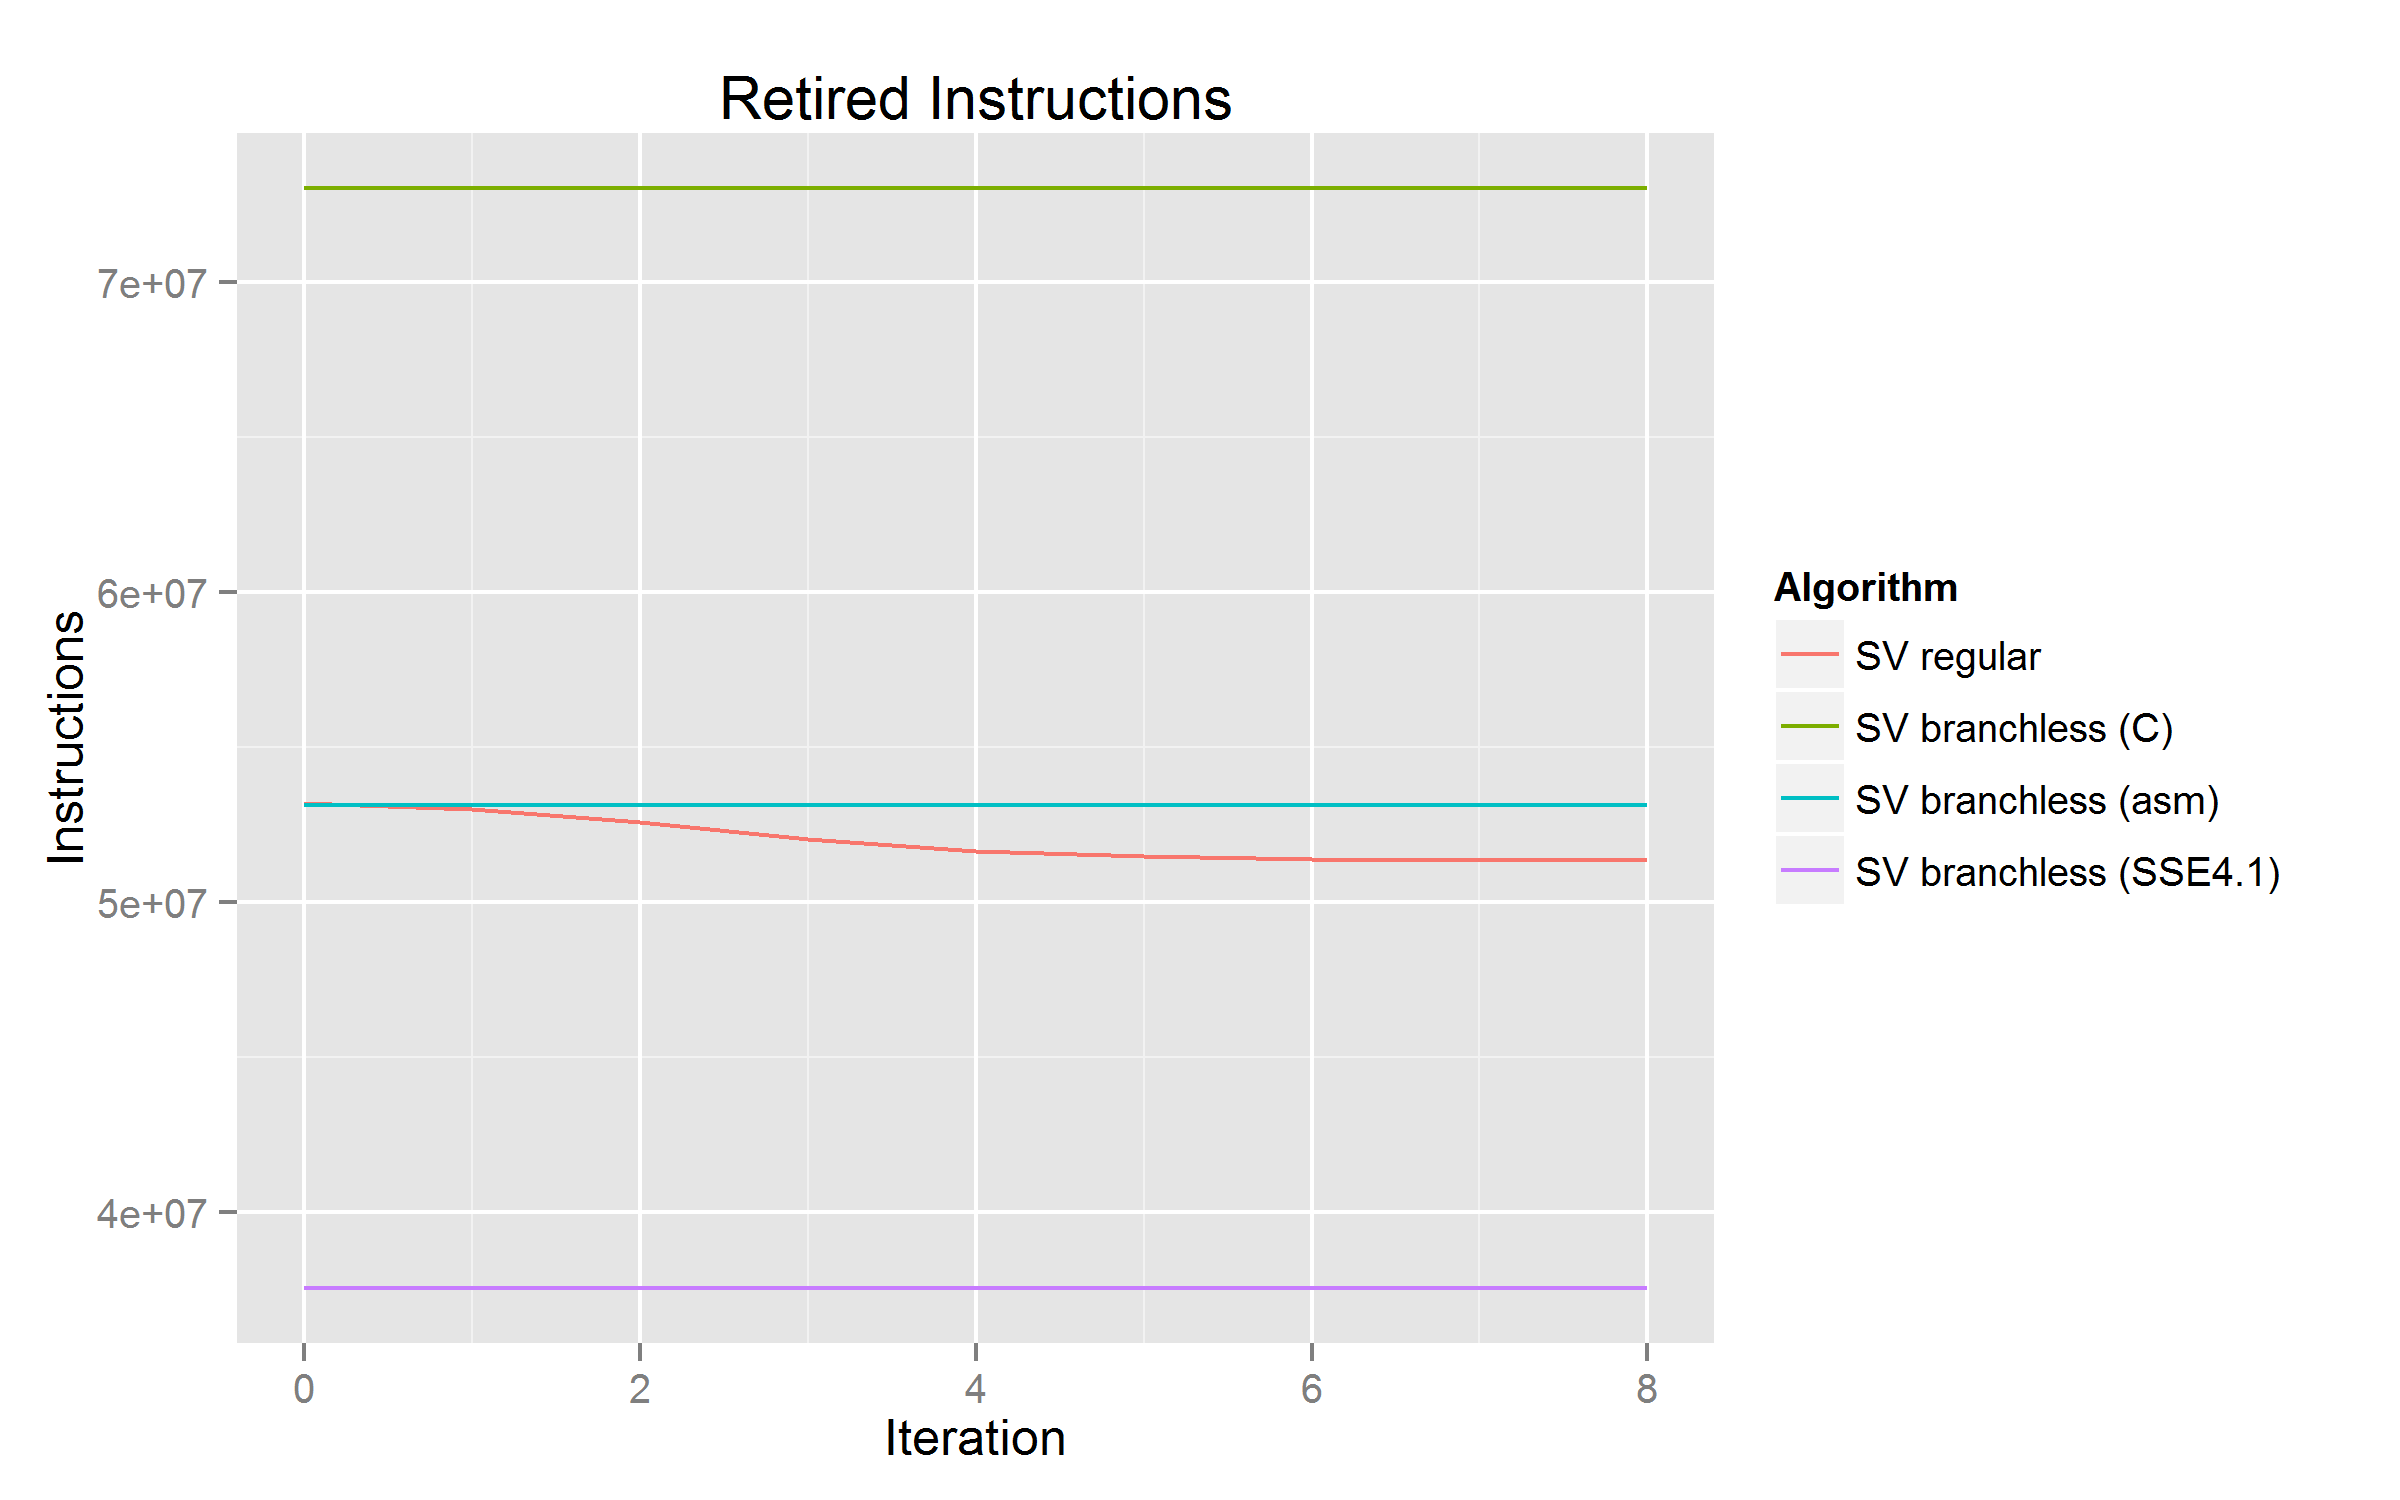 Retired Instructions
Instructions
7e+07
6e+07
5e+07
4e+07
0 2 4 6 8
Iteration
Algorithm
SV regular
SV branchless (C)
SV branchless (asm)
SV branchless (SSE4.1)